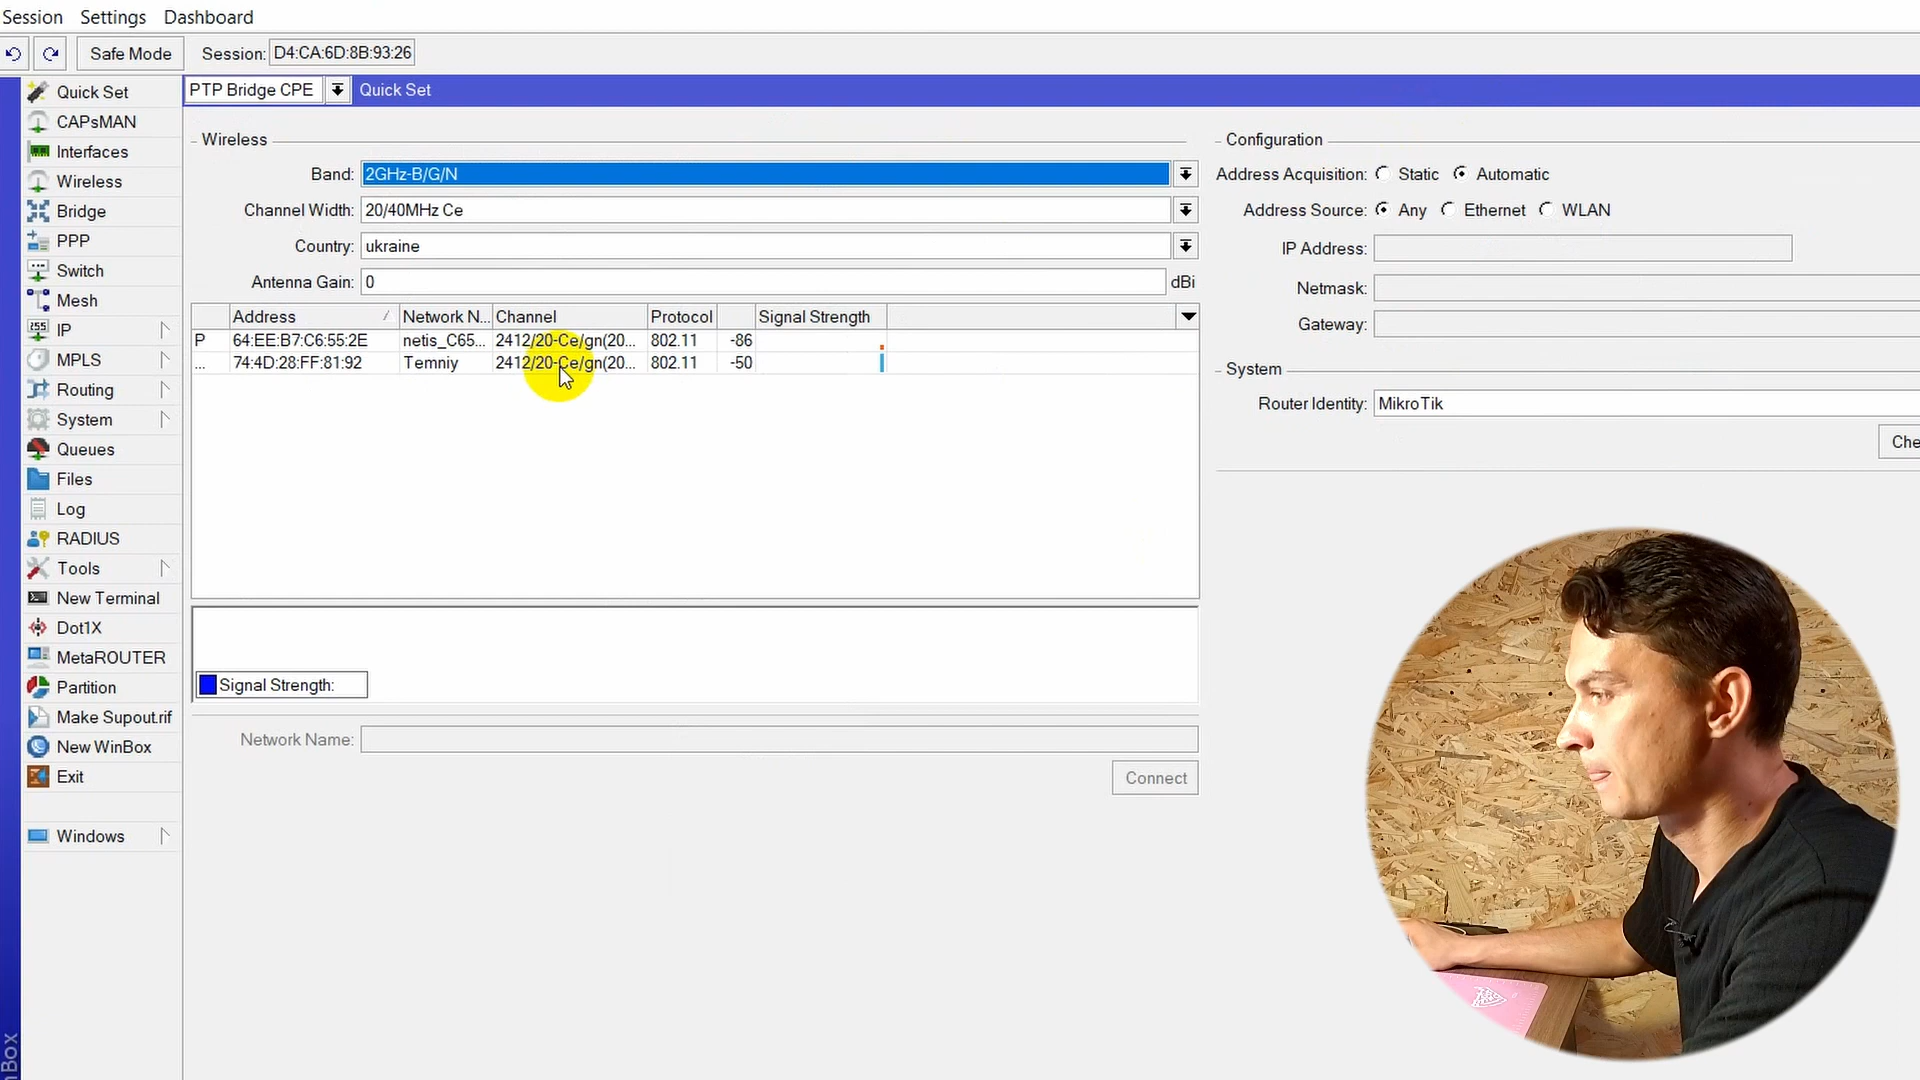 Session Settings Dashboard
Safe Mode Session: D4:CA:6D:8B:93:26
PTP Bridge CPE Quick Set
Quick Set
CAPsMAN
Interfaces
Wireless
Bridge
PPP
Switch
Mesh
IP
MPLS
Routing
System
Queues
Files
Log
RADIUS
Tools
New Terminal
Dot1X
MetaROUTER
Partition
Make Supout.rif
New WinBox
Exit
Windows
Wireless
Band: 2GHz-B/G/N
Channel Width: 20/40MHz Ce
Country: ukraine
Antenna Gain: 0 dBi
Address Network N... Channel Protocol Signal Strength
P 64:EE:B7:C6:55:2E netis_C65... 2412/20-Ce/gn(20... 802.11 -86
... 74:4D:28:FF:81:92 Temniy 2412/20-Ce/gn(20... 802.11 -50
Signal Strength:
Network Name:
Connect
Configuration
Address Acquisition: Static Automatic
Address Source: Any Ethernet WLAN
IP Address:
Netmask:
Gateway:
System
Router Identity: MikroTik
Che
nBox